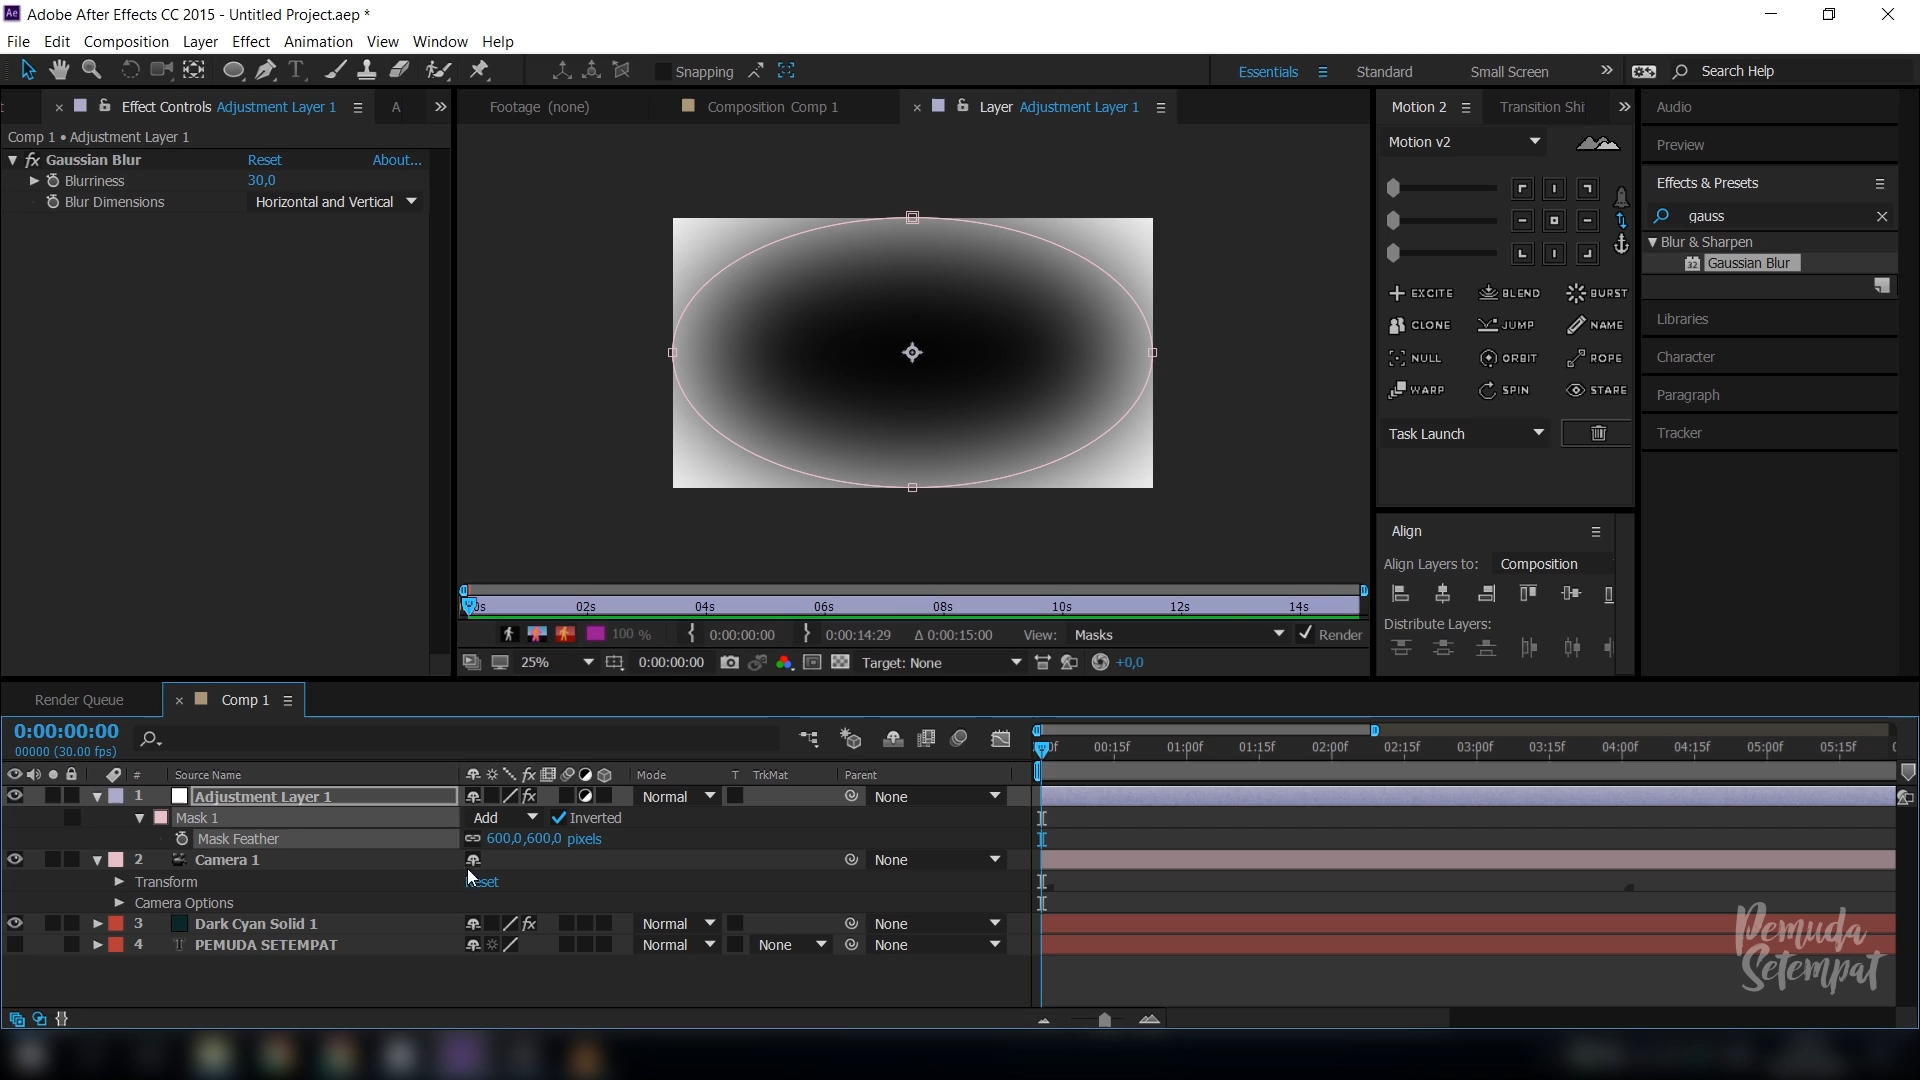 Ae Adobe After Effects CC 2015 - Untitled Project.aep *
File Edit Composition Layer Effect Animation View Window Help
T Snapping Essentials Standard Small Screen Search Help
Effect Controls Adjustment Layer 1 A
Footage (none) Composition Comp 1 Layer Adjustment Layer 1
Motion 2 Transition Shi Audio
Comp 1 • Adjustment Layer 1
fx Gaussian Blur Reset About...
Blurriness 30,0
Blur Dimensions Horizontal and Vertical
Motion v2
Preview
Effects & Presets
gauss
Blur & Sharpen
32 Gaussian Blur
EXCITE BLEND BURST
CLONE JUMP NAME
NULL ORBIT ROPE
WARP SPIN STARE
Task Launch
Libraries
Character
Paragraph
Tracker
Align
Align Layers to: Composition
Distribute Layers:
02s 04s 06s 08s 10s 12s 14s
100 % 0:00:00:00 0:00:14:29 Δ 0:00:15:00 View: Masks Render
25% 0:00:00:00 Target: None +0,0
Render Queue Comp 1
0:00:00:00
00000 (30.00 fps)
00:15f 01:00f 01:15f 02:00f 02:15f 03:00f 03:15f 04:00f 04:15f 05:00f 05:15f
# Source Name fx Mode T TrkMat Parent
1 Adjustment Layer 1 fx Normal None
Mask 1 Add Inverted
Mask Feather 600,0,600,0 pixels
2 Camera 1 None
Transform Reset
Camera Options
3 Dark Cyan Solid 1 fx Normal None
4 T PEMUDA SETEMPAT Normal None None
Pemuda
Setempat